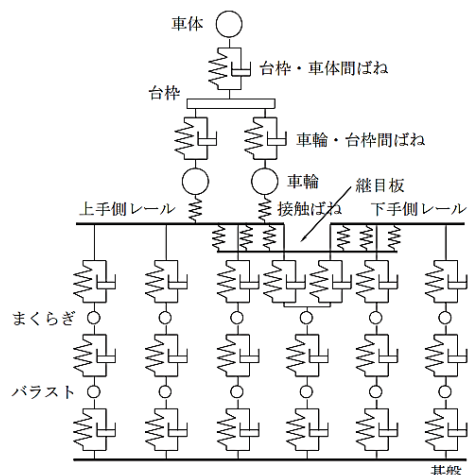 車体
台枠・車体間ばね
台枠
車輪・台枠間ばね
車輪
継目板
上手側レール
接触ばね
下手側レール
まくらぎ
バラスト
基盤